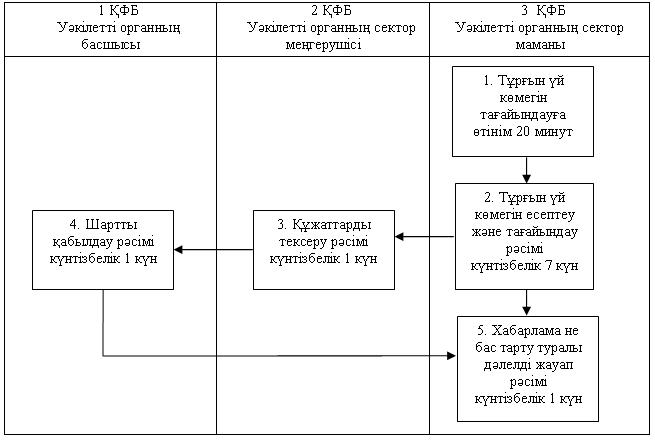 1 ҚФБ
Уәкілетті органның
басшысы
2 ҚФБ
Уәкілетті органның сектор
меңгерушісі
3 ҚФБ
Уәкілетті органның сектор
маманы
1. Тұрғын үй
көмегін
тағайындауға
өтінім 20 минут
2. Тұрғын үй
көмегін есептеу
және тағайындау
рәсімі
күнтізбелік 7 күн
3. Құжаттарды
тексеру рәсімі
күнтізбелік 1 күн
4. Шартты
қабылдау рәсімі
күнтізбелік 1 күн
5. Хабарлама не
бас тарту туралы
дәлелді жауап
рәсімі
күнтізбелік 1 күн